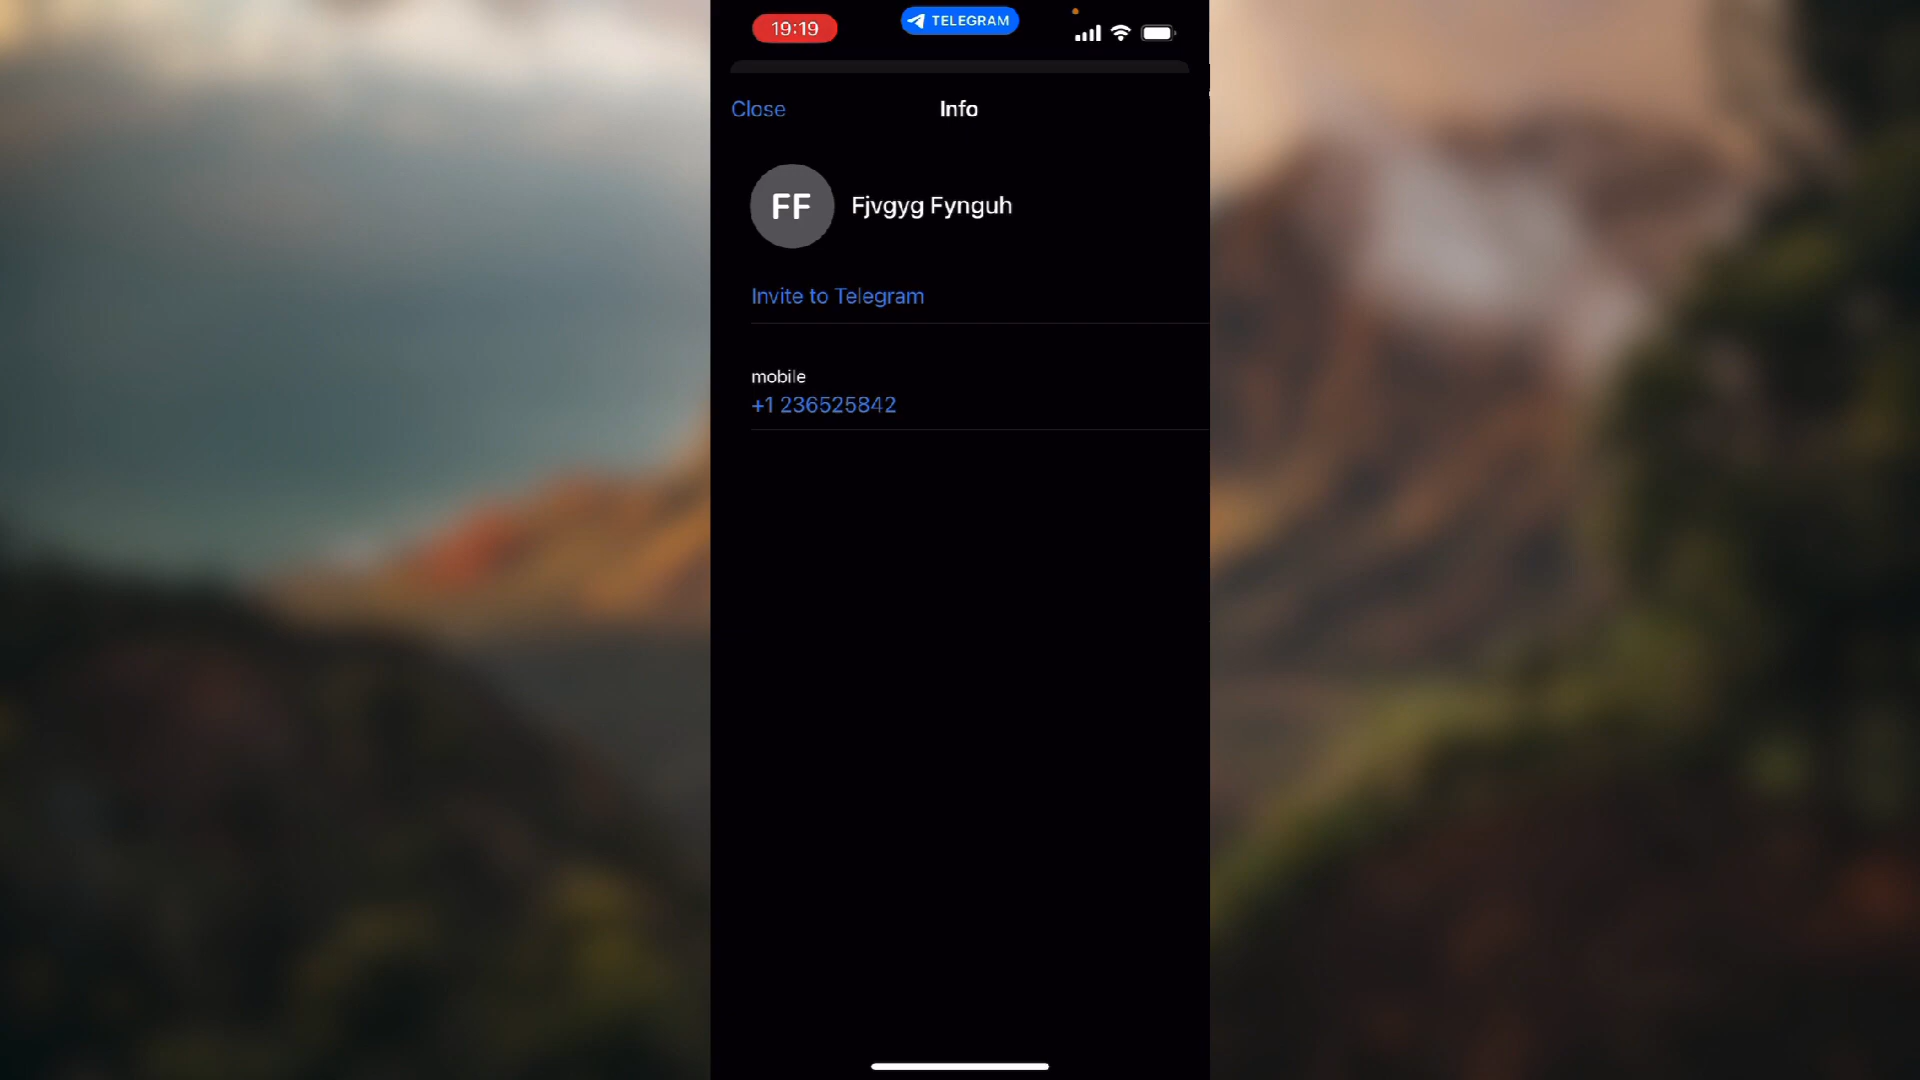 19:19
TELEGRAM
Close
Info
FF
Fjvgyg Fynguh
Invite to Telegram
mobile
+1 236525842